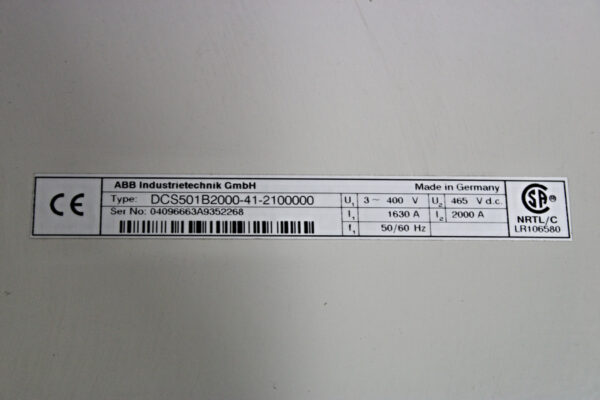 CE
ABB Industrietechnik GmbH Made in Germany
Type: DCS501B2000-41-2100000 U₁ 3~ 400 V U₂ 465 V d.c.
Ser No: 04096663A9352268 I₁ 1630 A I₂ 2000 A
f₁ 50/60 Hz
SP®
NRTL/C
LR106580